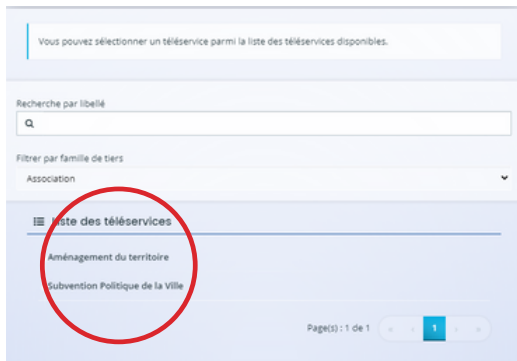 Vous pouvez sélectionner un téléservice parmi la liste des téléservices disponibles.
Recherche par libellé
Filtrer par famille de tiers
Association
Liste des téléservices
Aménagement du territoire
Subvention Politique de la Ville
Page(s) : 1 de 1 « ‹ 1 › »